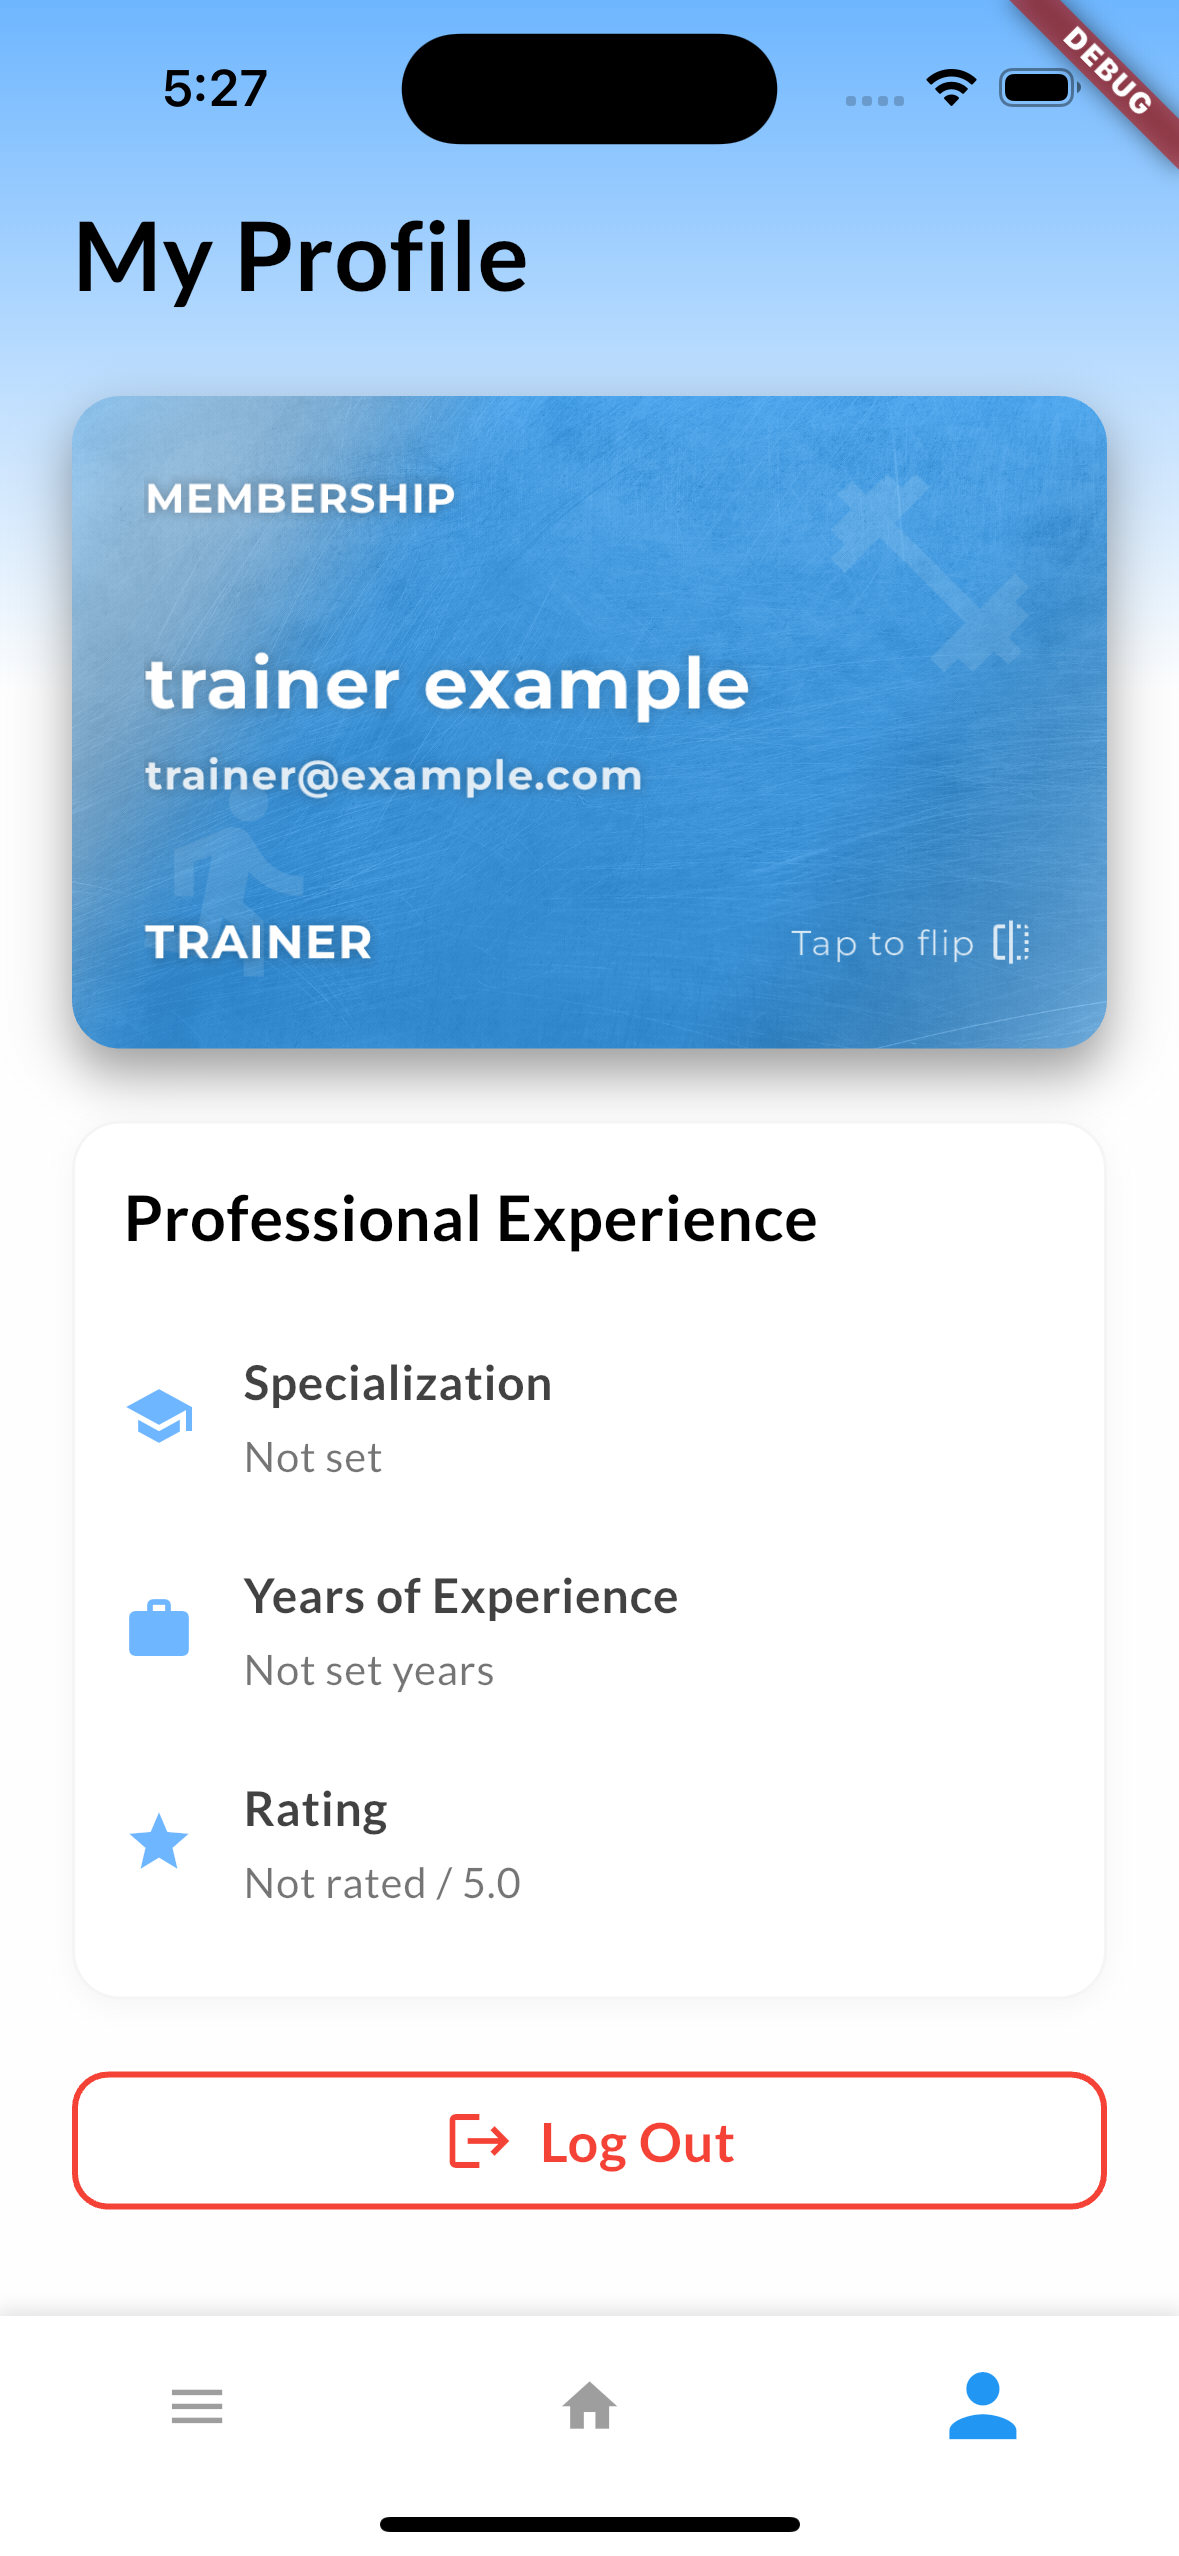 5:27
DEBUG
My Profile
MEMBERSHIP
trainer example
trainer@example.com
TRAINER
Tap to flip
Professional Experience
Specialization
Not set
Years of Experience
Not set years
Rating
Not rated / 5.0
Log Out